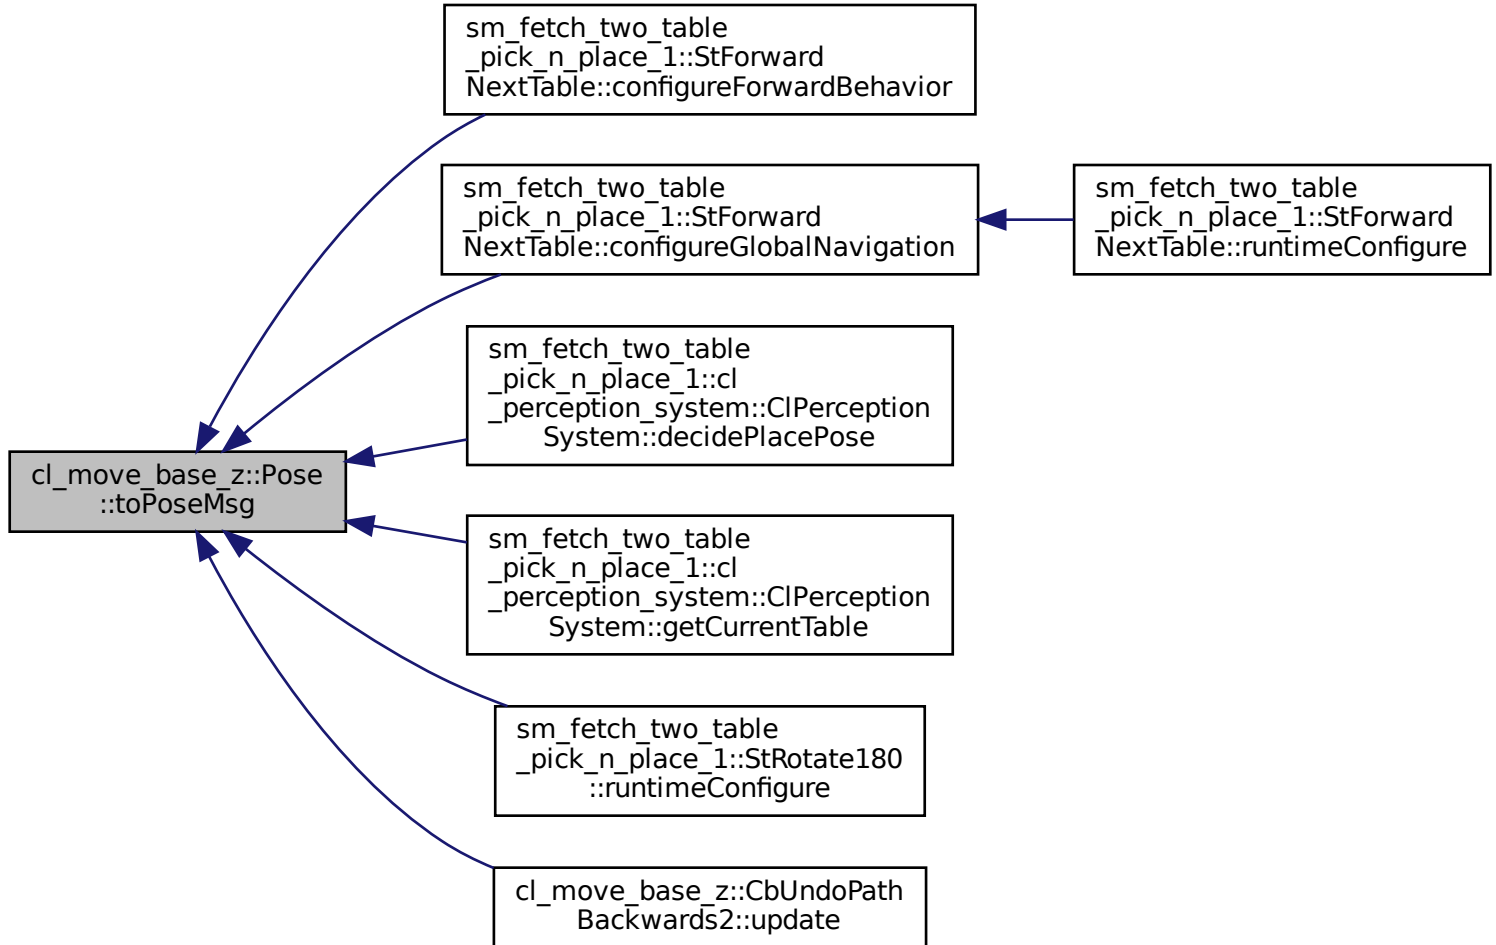 sm_fetch_two_table
_pick_n_place_1::StForward
NextTable::configureForwardBehavior
sm_fetch_two_table
_pick_n_place_1::StForward
NextTable::configureGlobalNavigation
sm_fetch_two_table
_pick_n_place_1::StForward
NextTable::runtimeConfigure
sm_fetch_two_table
_pick_n_place_1::cl
_perception_system::ClPerception
System::decidePlacePose
cl_move_base_z::Pose
::toPoseMsg
sm_fetch_two_table
_pick_n_place_1::cl
_perception_system::ClPerception
System::getCurrentTable
sm_fetch_two_table
_pick_n_place_1::StRotate180
::runtimeConfigure
cl_move_base_z::CbUndoPath
Backwards2::update